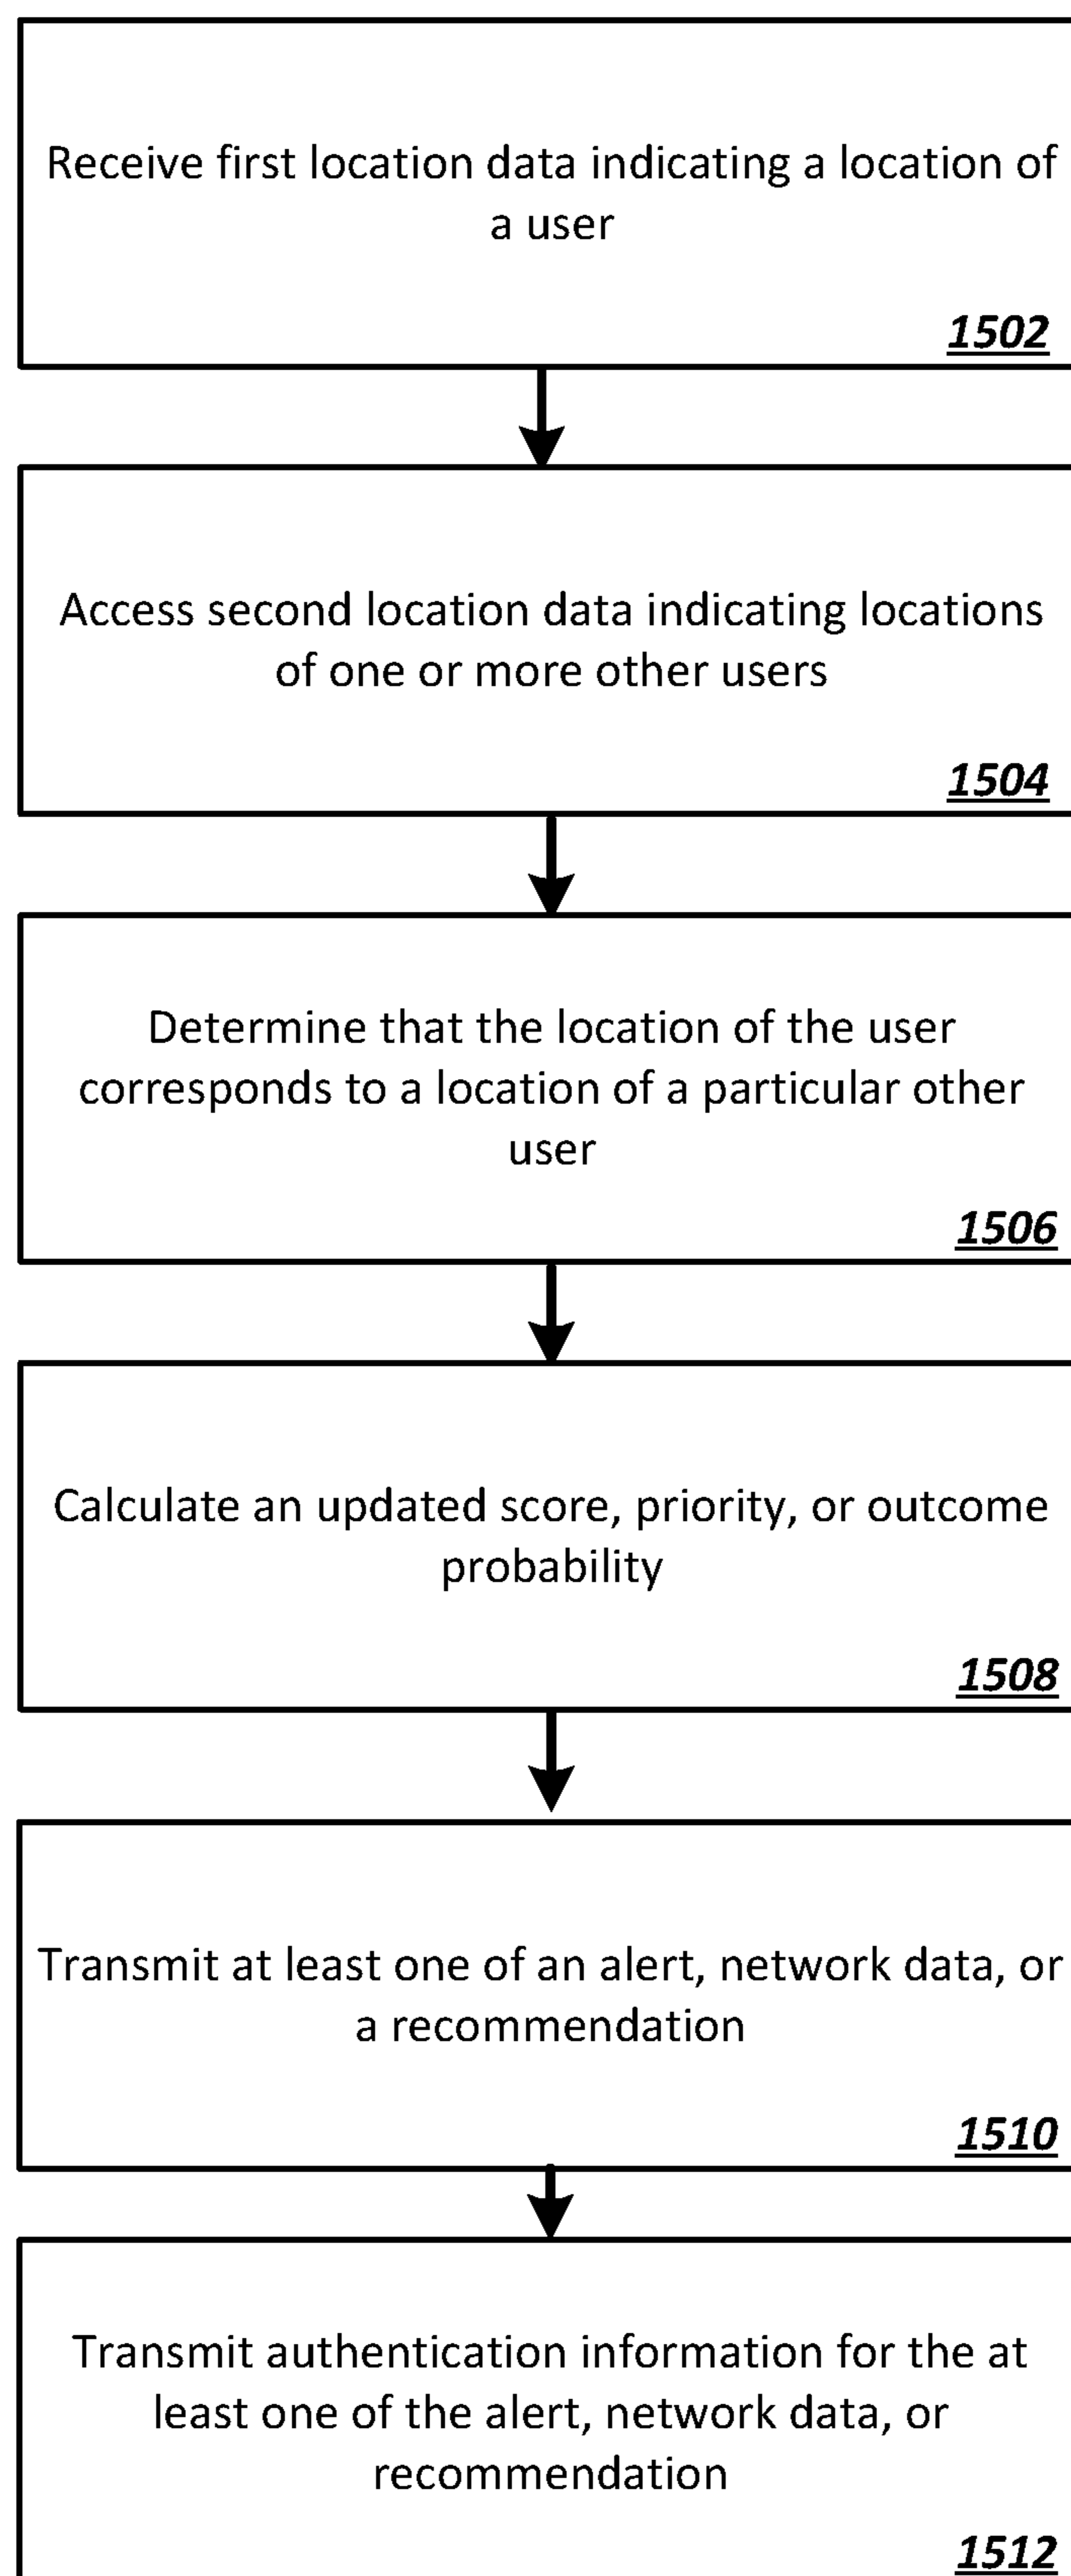 Receive first location data indicating a location of
a user
1502
Access second location data indicating locations
of one or more other users
1504
Determine that the location of the user
corresponds to a location of a particular other
user
1506
Calculate an updated score, priority, or outcome
probability
1508
Transmit at least one of an alert, network data, or
a recommendation
1510
Transmit authentication information for the at
least one of the alert, network data, or
recommendation
1512